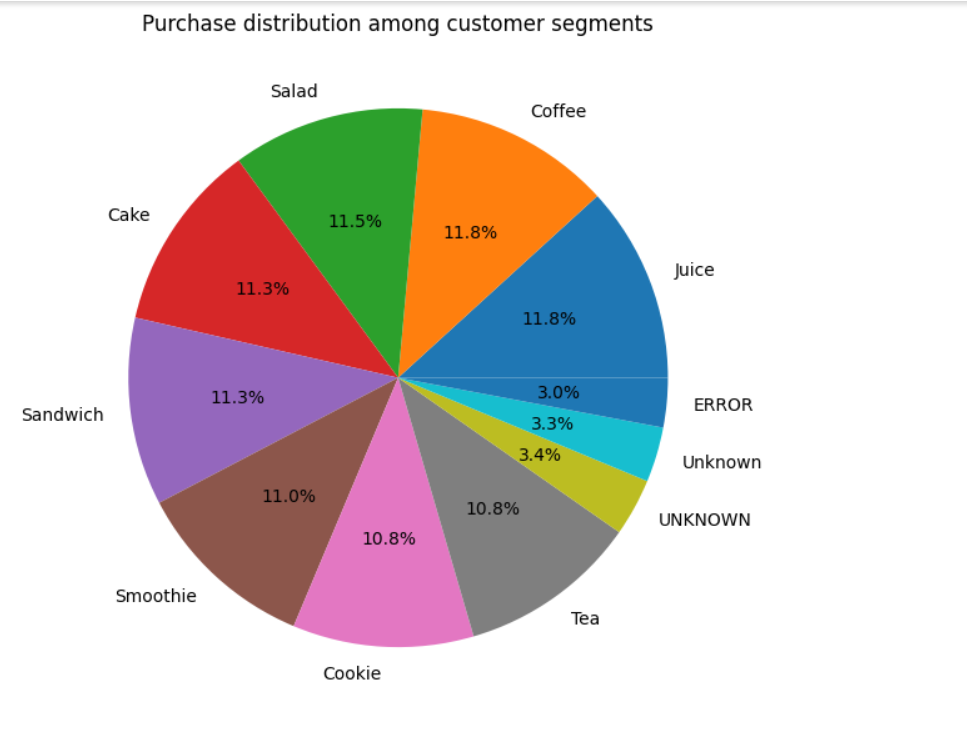 Purchase distribution among customer segments
Salad
Coffee
Cake
11.5%
11.8%
Juice
11.3%
11.8%
11.3%
3.0%
ERROR
Sandwich
3.3%
Unknown
3.4%
UNKNOWN
11.0%
10.8%
10.8%
Smoothie
Tea
Cookie